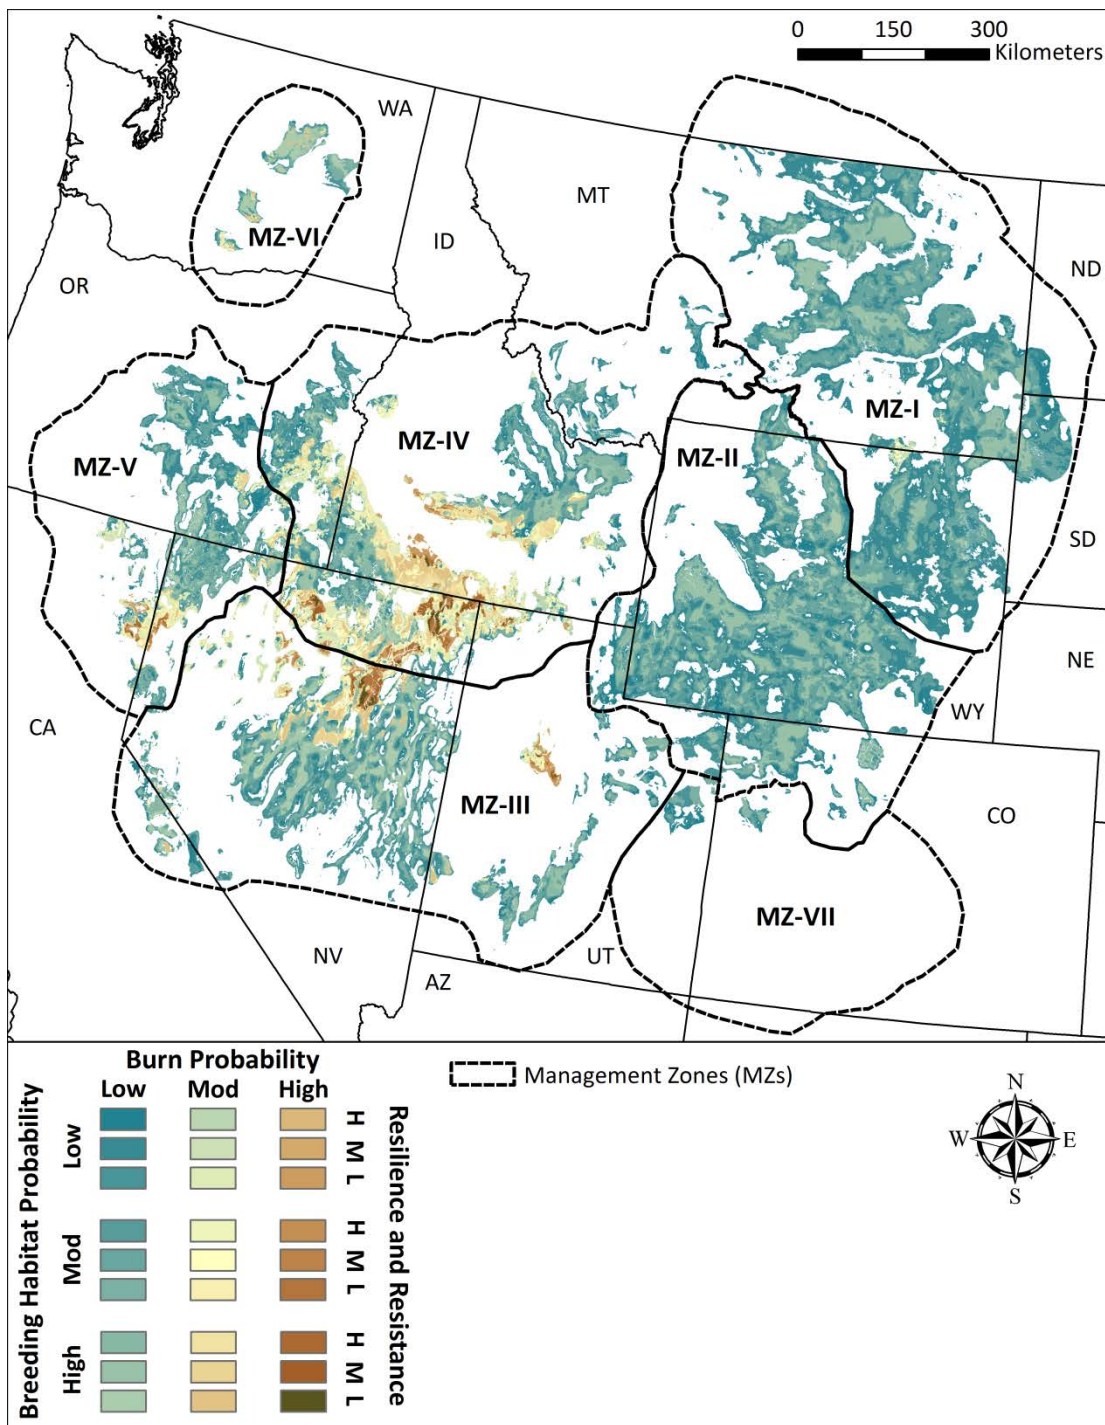 0 150 300
Kilometers
WA
MT
MZ-VI
ID
ND
OR
MZ-I
MZ-IV
MZ-II
MZ-V
SD
NE
WY
CA
MZ-III
CO
MZ-VII
NV
UT
AZ
Burn Probability
Low Mod High
Breeding Habitat Probability
Low
Mod
High
H
M
L
H
M
L
H
M
L
Resilience and Resistance
Management Zones (MZs)
N
W E
S